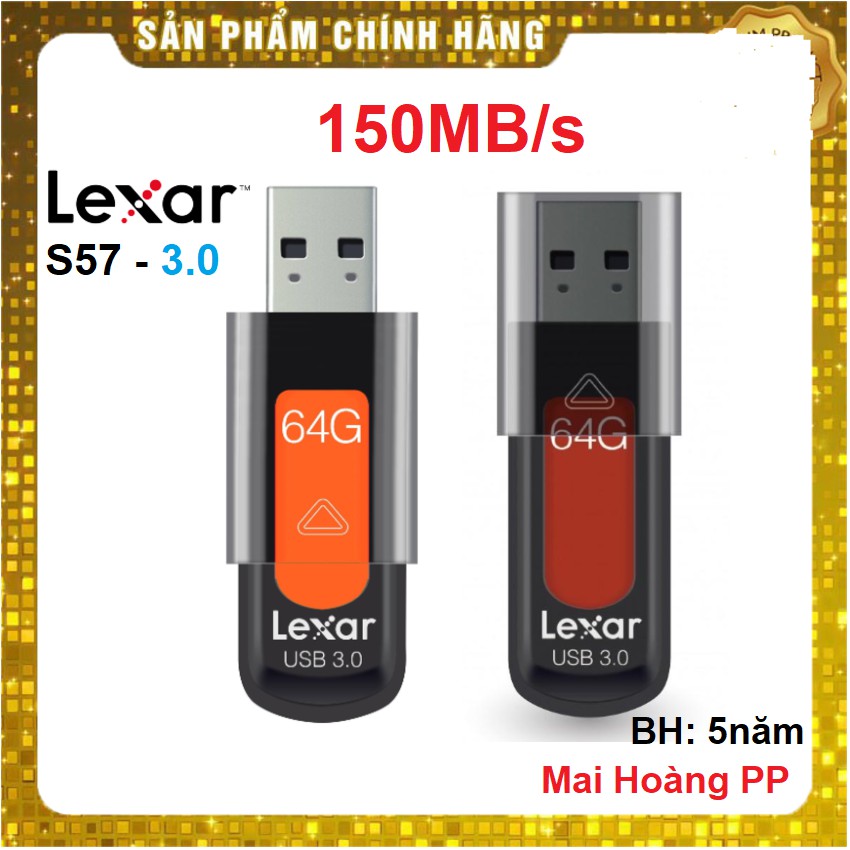 SẢN PHẨM CHÍNH HÃNG
150MB/s
Lexar™
S57 - 3.0
64G
Lexar
USB 3.0
64G
Lexar
USB 3.0
BH: 5năm
Mai Hoàng PP